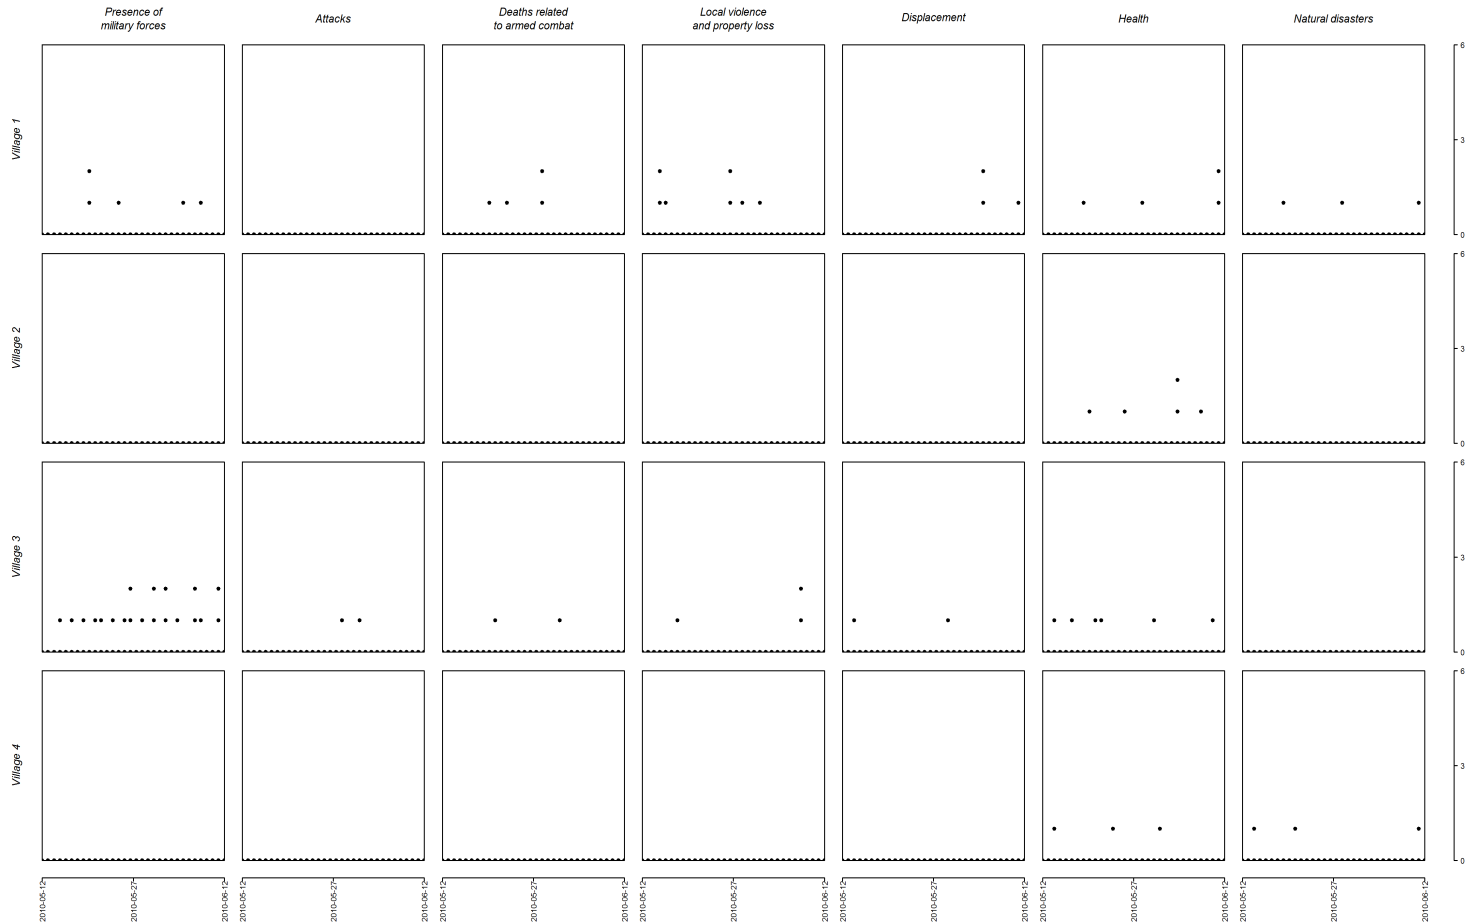 Presence of
military forces
Attacks
Deaths related
to armed combat
Local violence
and property loss
Displacement
Health
Natural disasters
Village 1
6
3
0
Village 2
6
3
0
Village 3
6
3
0
Village 4
6
3
0
2010-05-12
2010-05-27
2010-06-12
2010-05-12
2010-05-27
2010-06-12
2010-05-12
2010-05-27
2010-06-12
2010-05-12
2010-05-27
2010-06-12
2010-05-12
2010-05-27
2010-06-12
2010-05-12
2010-05-27
2010-06-12
2010-05-12
2010-05-27
2010-06-12